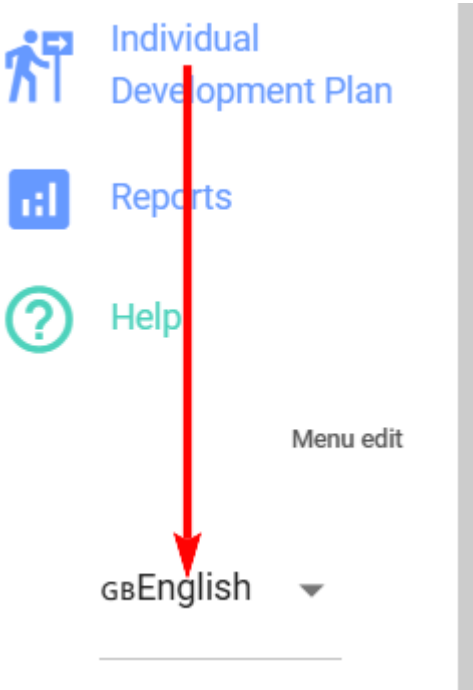 Individual
Development Plan
Reports
Help
Menu edit
GBEnglish